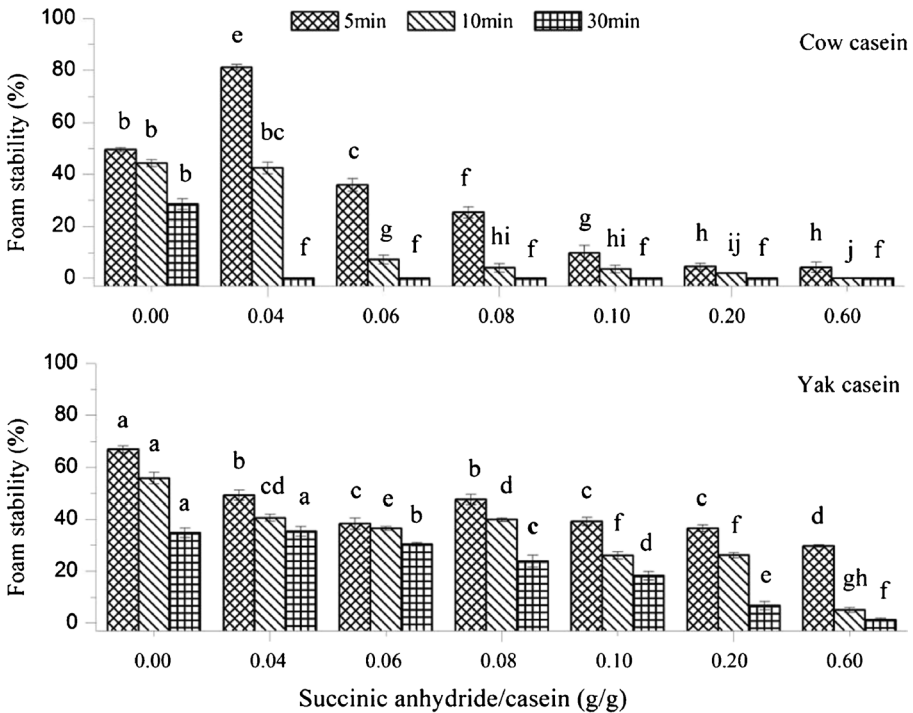 5min 10min 30min
Cow casein
Foam stability (%)
100
80
60
40
20
0
e
b b bc
b c f
g f hi f g hi f h ij f h j f
0.00 0.04 0.06 0.08 0.10 0.20 0.60
Yak casein
Foam stability (%)
100
80
60
40
20
0
a a a
b cd a
c e b
b d c
c f d
c f e
d gh f
0.00 0.04 0.06 0.08 0.10 0.20 0.60
Succinic anhydride/casein (g/g)